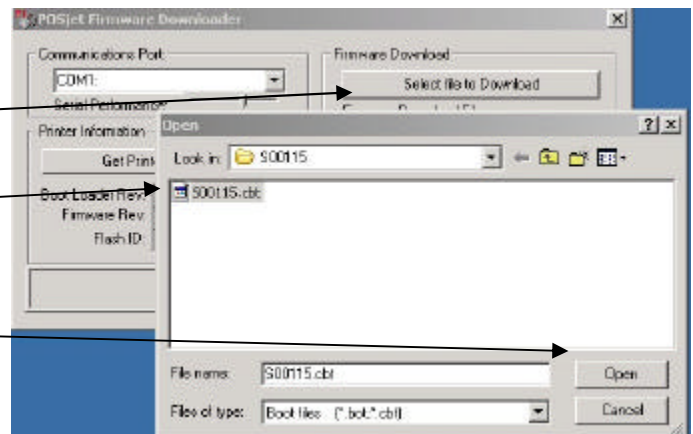 POSjet Firmware Downloader
Communications Port
COM1:
Serial Performance
Firmware Download
Select file to Download
Printer Information
Get Print
Boot Loader Rev:
Firmware Rev:
Flash ID:
Open
Look in: S00115
S00115.cbt
File name: S00115.cbt
Open
Files of type: Boot files (*.bot,*.cbt)
Cancel